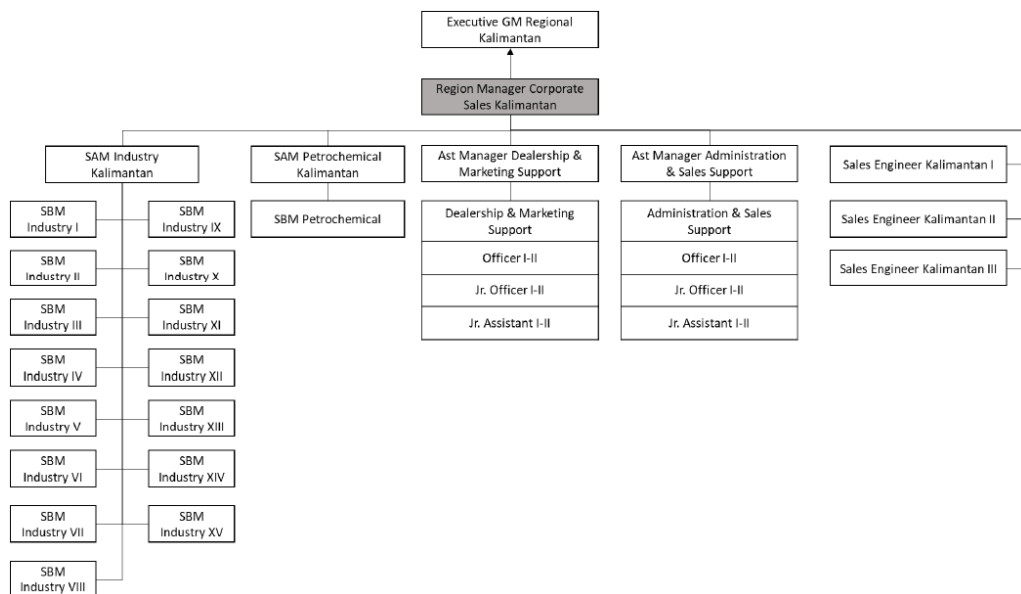 Executive GM Regional
Kalimantan
Region Manager Corporate
Sales Kalimantan
SAM Industry
Kalimantan
SAM Petrochemical
Kalimantan
Ast Manager Dealership &
Marketing Support
Ast Manager Administration
& Sales Support
Sales Engineer Kalimantan I
Sales Engineer Kalimantan II
Sales Engineer Kalimantan III
SBM
Industry I
SBM
Industry II
SBM
Industry III
SBM
Industry IV
SBM
Industry V
SBM
Industry VI
SBM
Industry VII
SBM
Industry VIII
SBM
Industry IX
SBM
Industry X
SBM
Industry XI
SBM
Industry XII
SBM
Industry XIII
SBM
Industry XIV
SBM
Industry XV
SBM Petrochemical
Dealership & Marketing
Support
Officer I-II
Jr. Officer I-II
Jr. Assistant I-II
Administration & Sales
Support
Officer I-II
Jr. Officer I-II
Jr. Assistant I-II